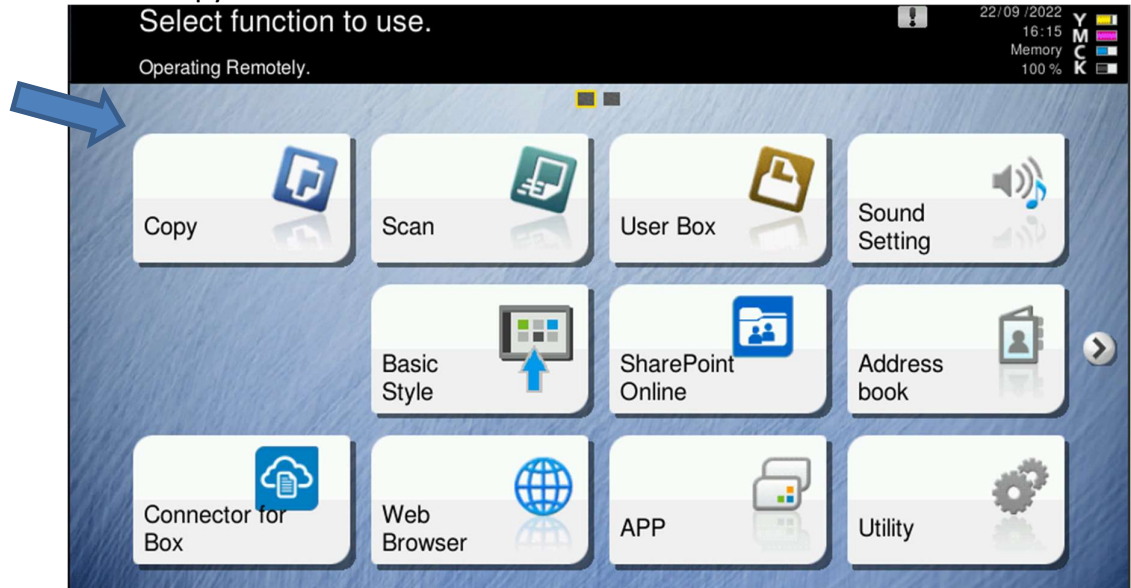 Select function to use.
22/09 /2022
16:15
Memory
100 %
Y
M
C
K
Operating Remotely.
Copy
Scan
User Box
Sound
Setting
Basic
Style
SharePoint
Online
Address
book
Connector for
Box
Web
Browser
APP
Utility